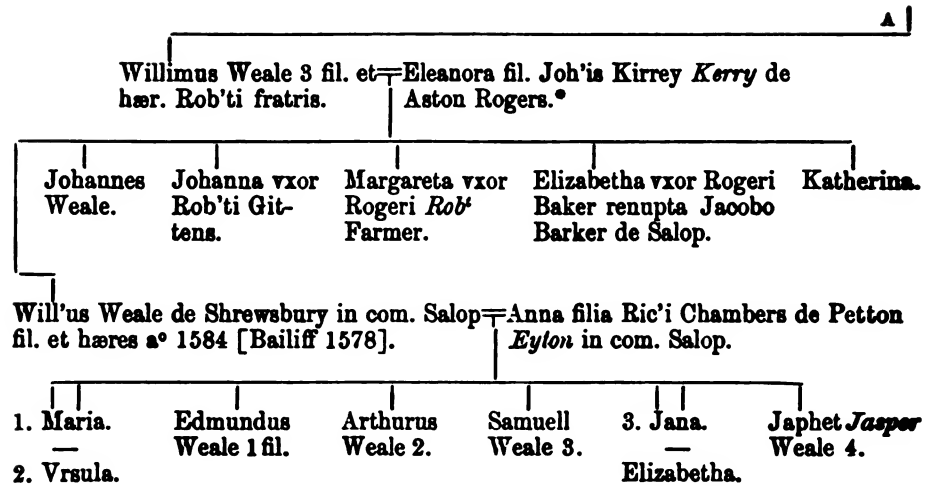 A
Willimus Weale 3 fil. et=Eleanora fil. Joh'is Kirrey Kerry de
hær. Rob'ti fratris. Aston Rogers.*
Johannes Weale.
Johanna vxor Rob'ti Git-
tens.
Margareta vxor
Rogeri Robt
Farmer.
Elizabetha vxor Rogeri
Baker renupta Jacobo
Barker de Salop.
Katherina.
Will'us Weale de Shrewsbury in com. Salop=Anna filia Ric'i Chambers de Petton
fil. et hæres aº 1584 [Bailiff 1578]. Eylon in com. Salop.
1. Maria.
2. Vrsula.
Edmundus
Weale 1 fil.
Arthurus
Weale 2.
Samuell
Weale 3.
3. Jana.
Elizabetha.
Japhet Jasper
Weale 4.